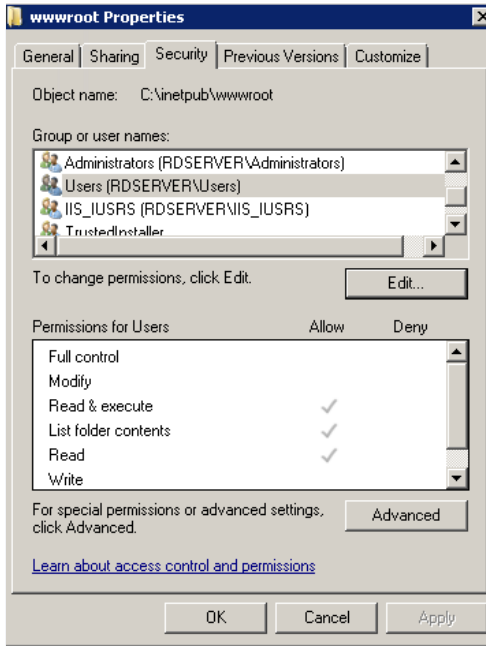 wwwroot Properties
General Sharing Security Previous Versions Customize
Object name: C:\inetpub\wwwroot
Group or user names:
Administrators (RDSERVER\Administrators)
Users (RDSERVER\Users)
IIS_IUSRS (RDSERVER\IIS_IUSRS)
TrustedInstaller
To change permissions, click Edit.
Edit...
Permissions for Users Allow Deny
Full control
Modify
Read & execute
List folder contents
Read
Write
For special permissions or advanced settings,
click Advanced.
Advanced
Learn about access control and permissions
OK Cancel Apply